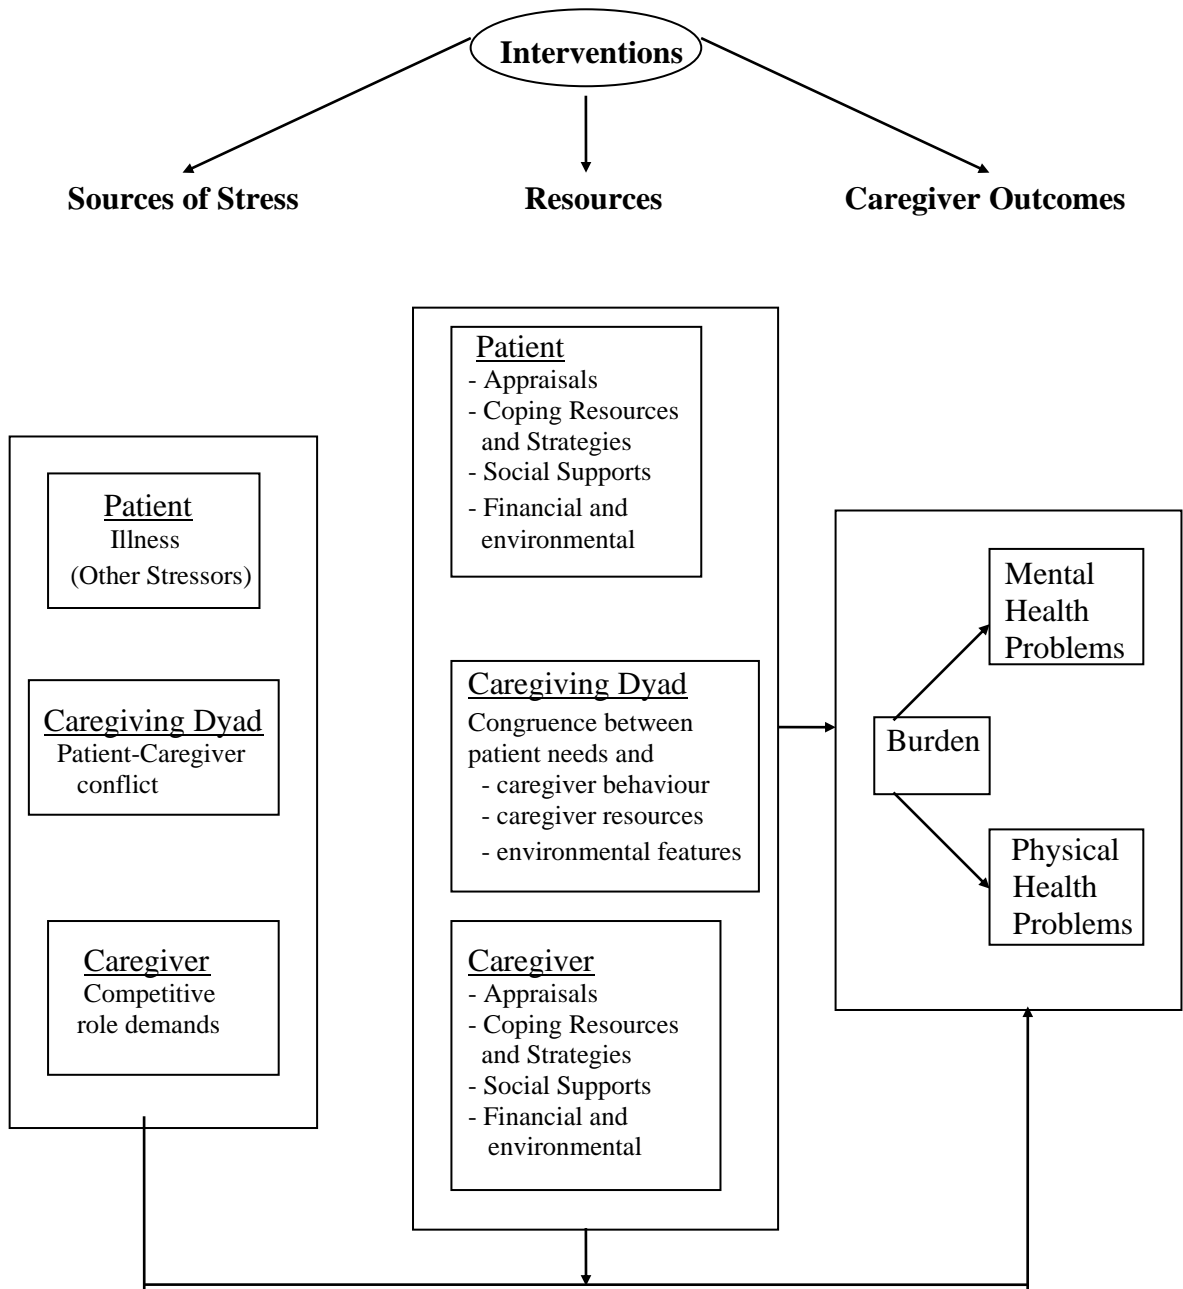 Interventions
Sources of Stress
Resources
Caregiver Outcomes
Patient
Illness
(Other Stressors)
Caregiving Dyad
Patient-Caregiver
conflict
Caregiver
Competitive
role demands
Patient
- Appraisals
- Coping Resources
and Strategies
- Social Supports
- Financial and
environmental
Caregiving Dyad
Congruence between
patient needs and
- caregiver behaviour
- caregiver resources
- environmental features
Caregiver
- Appraisals
- Coping Resources
and Strategies
- Social Supports
- Financial and
environmental
Burden
Mental
Health
Problems
Physical
Health
Problems